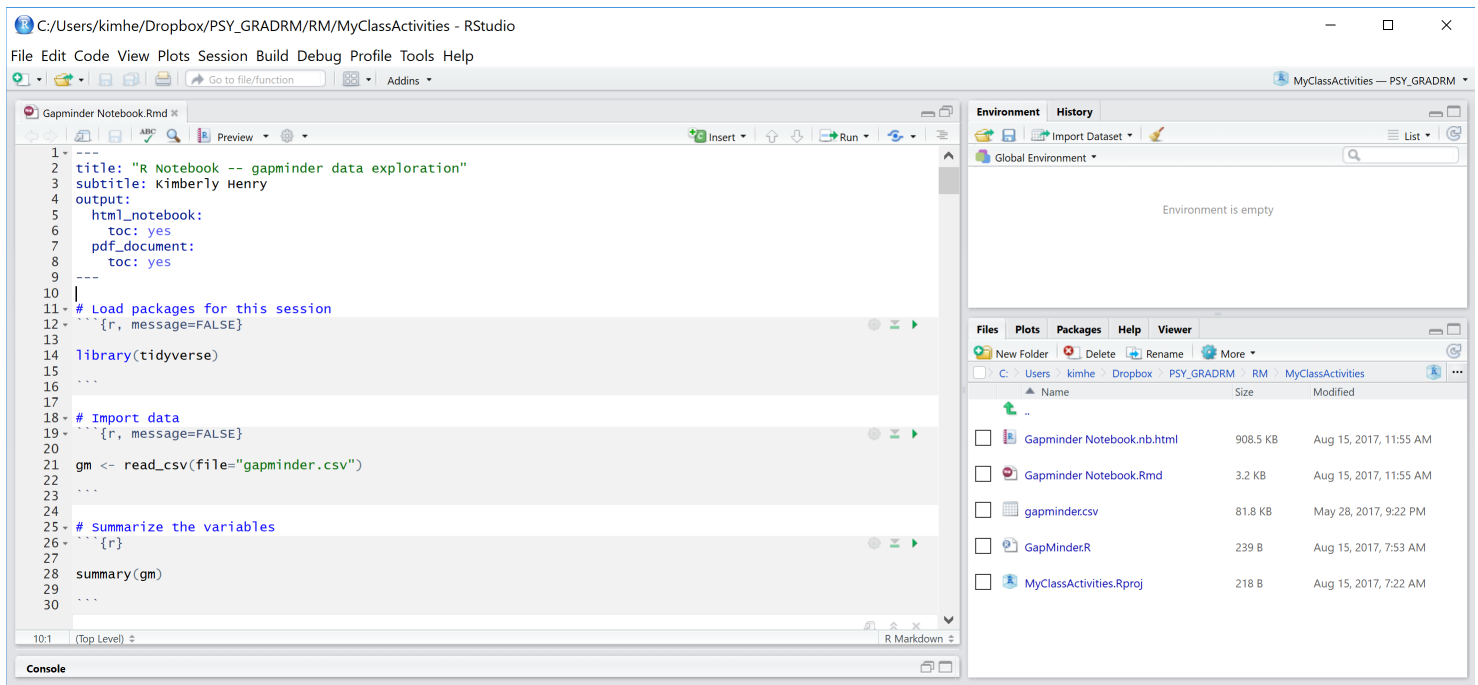 C:/Users/kimhe/Dropbox/PSY_GRADRM/RM/MyClassActivities - RStudio
File Edit Code View Plots Session Build Debug Profile Tools Help
Go to file/function Addins MyClassActivities — PSY_GRADRM
Gapminder Notebook.Rmd
ABC Preview Insert Run
1 ---
2 title: "R Notebook -- gapminder data exploration"
3 subtitle: Kimberly Henry
4 output:
5   html_notebook:
6     toc: yes
7   pdf_document:
8     toc: yes
9 ---
10
11 # Load packages for this session
12 ```{r, message=FALSE}
13
14 library(tidyverse)
15
16 ```
17
18 # Import data
19 ```{r, message=FALSE}
20
21 gm <- read_csv(file="gapminder.csv")
22
23 ```
24
25 # Summarize the variables
26 ```{r}
27
28 summary(gm)
29
30 ```
10:1 (Top Level) R Markdown
Console
Environment History
Import Dataset List
Global Environment
Environment is empty
Files Plots Packages Help Viewer
New Folder Delete Rename More
C: Users kimhe Dropbox PSY_GRADRM RM MyClassActivities ...
Name Size Modified
..
Gapminder Notebook.nb.html 908.5 KB Aug 15, 2017, 11:55 AM
Gapminder Notebook.Rmd 3.2 KB Aug 15, 2017, 11:55 AM
gapminder.csv 81.8 KB May 28, 2017, 9:22 PM
GapMinder.R 239 B Aug 15, 2017, 7:53 AM
MyClassActivities.Rproj 218 B Aug 15, 2017, 7:22 AM